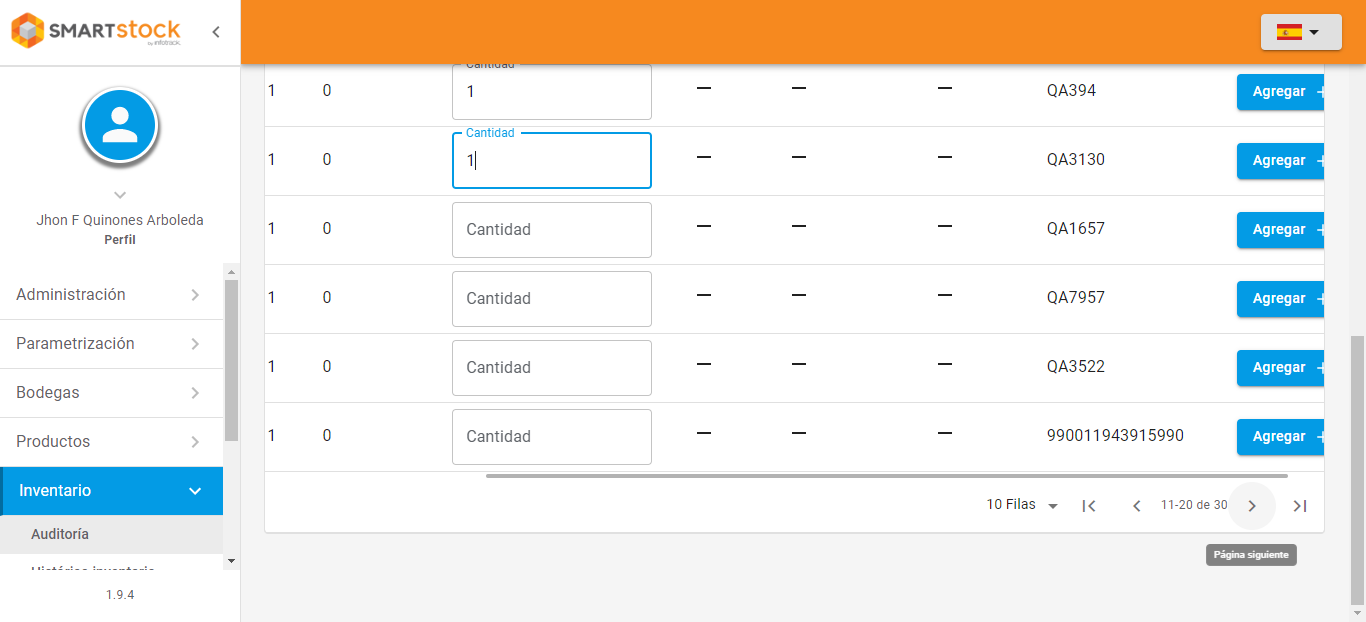 SMARTstock
by infotrack.
Jhon F Quinones Arboleda
Perfil
Administración
Parametrización
Bodegas
Productos
Inventario
Auditoría
Histórico inventario
1.9.4
Cantidad
1 0 1 — — — QA394 Agregar +
Cantidad
1 0 1 — — — QA3130 Agregar +
1 0 Cantidad — — — QA1657 Agregar +
1 0 Cantidad — — — QA7957 Agregar +
1 0 Cantidad — — — QA3522 Agregar +
1 0 Cantidad — — — 990011943915990 Agregar +
10 Filas 11-20 de 30
Página siguiente